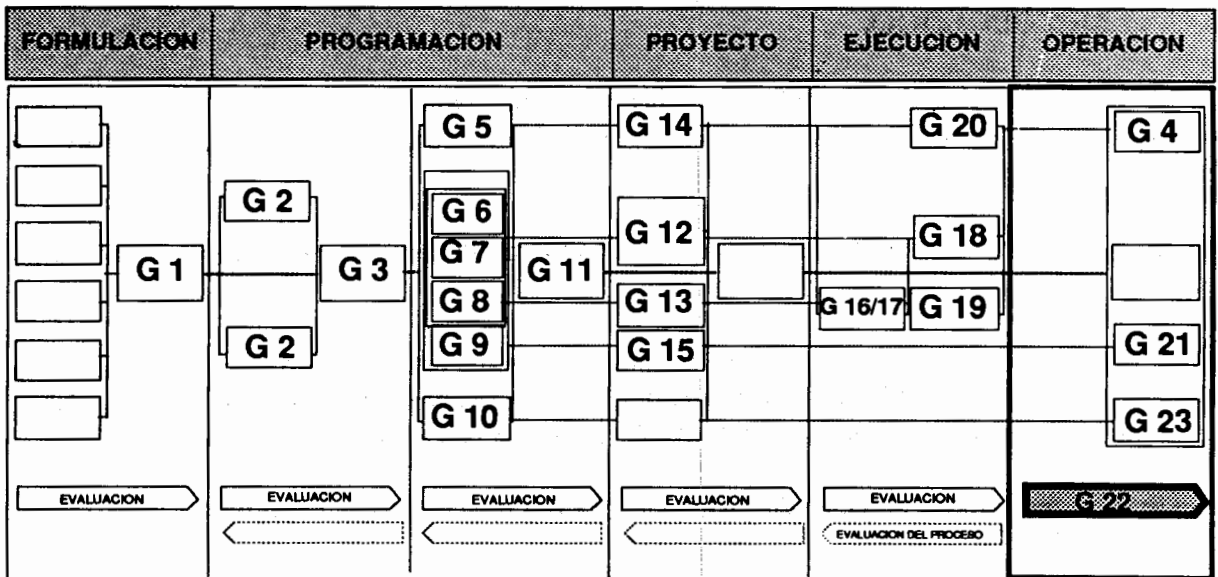 FORMULACION PROGRAMACION PROYECTO EJECUCION OPERACION
G 5 G 14 G 20 G 4
G 2 G 6 G 12 G 18
G 1 G 3 G 7 G 11
G 8 G 13 G 16/17 G 19
G 2 G 9 G 15 G 21
G 10 G 23
EVALUACION EVALUACION EVALUACION EVALUACION EVALUACION G 22
EVALUACION DEL PROCESO